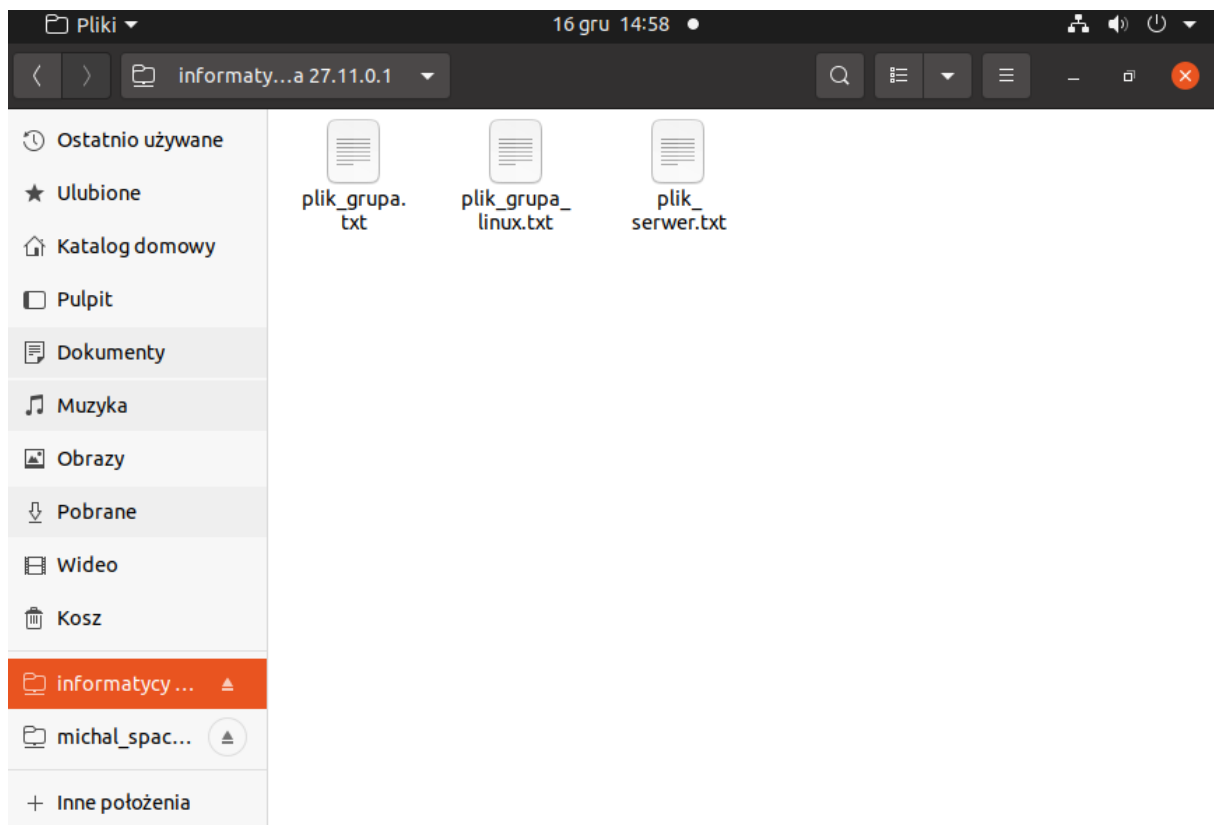 Pliki
16 gru 14:58
informaty...a 27.11.0.1
Ostatnio używane
Ulubione
Katalog domowy
Pulpit
Dokumenty
Muzyka
Obrazy
Pobrane
Wideo
Kosz
informatycy ...
michal_spac...
Inne położenia
plik_grupa.
txt
plik_grupa_
linux.txt
plik_
serwer.txt